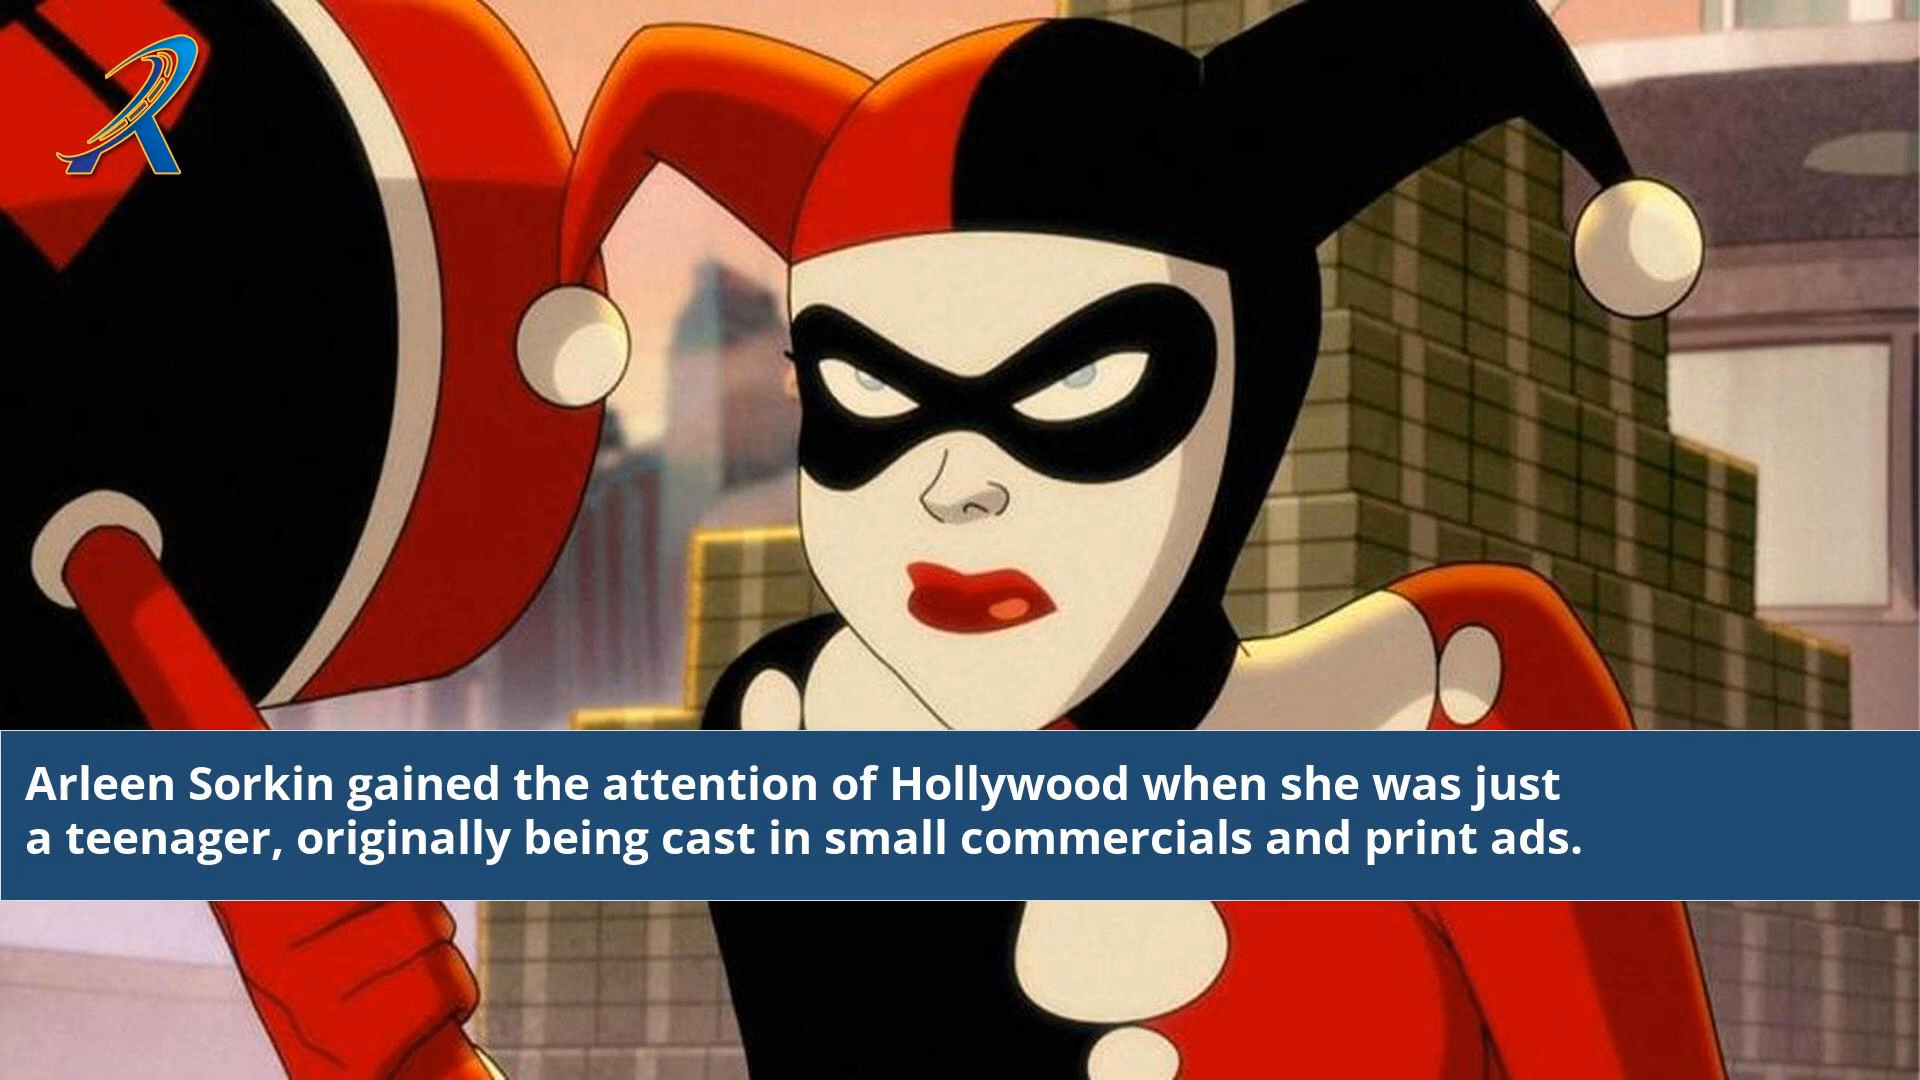 Arleen Sorkin gained the attention of Hollywood when she was just
a teenager, originally being cast in small commercials and print ads.